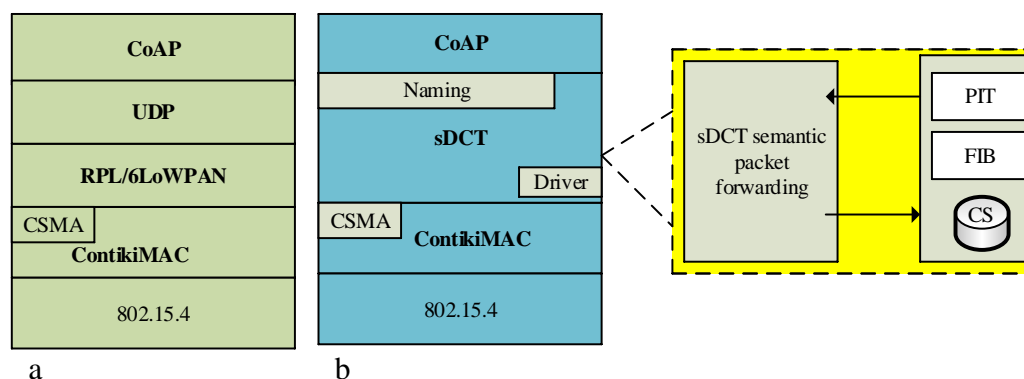 CoAP
UDP
RPL/6LoWPAN
CSMA
ContikiMAC
802.15.4
a
CoAP
Naming
sDCT
Driver
CSMA
ContikiMAC
802.15.4
b
sDCT semantic
packet
forwarding
PIT
FIB
CS